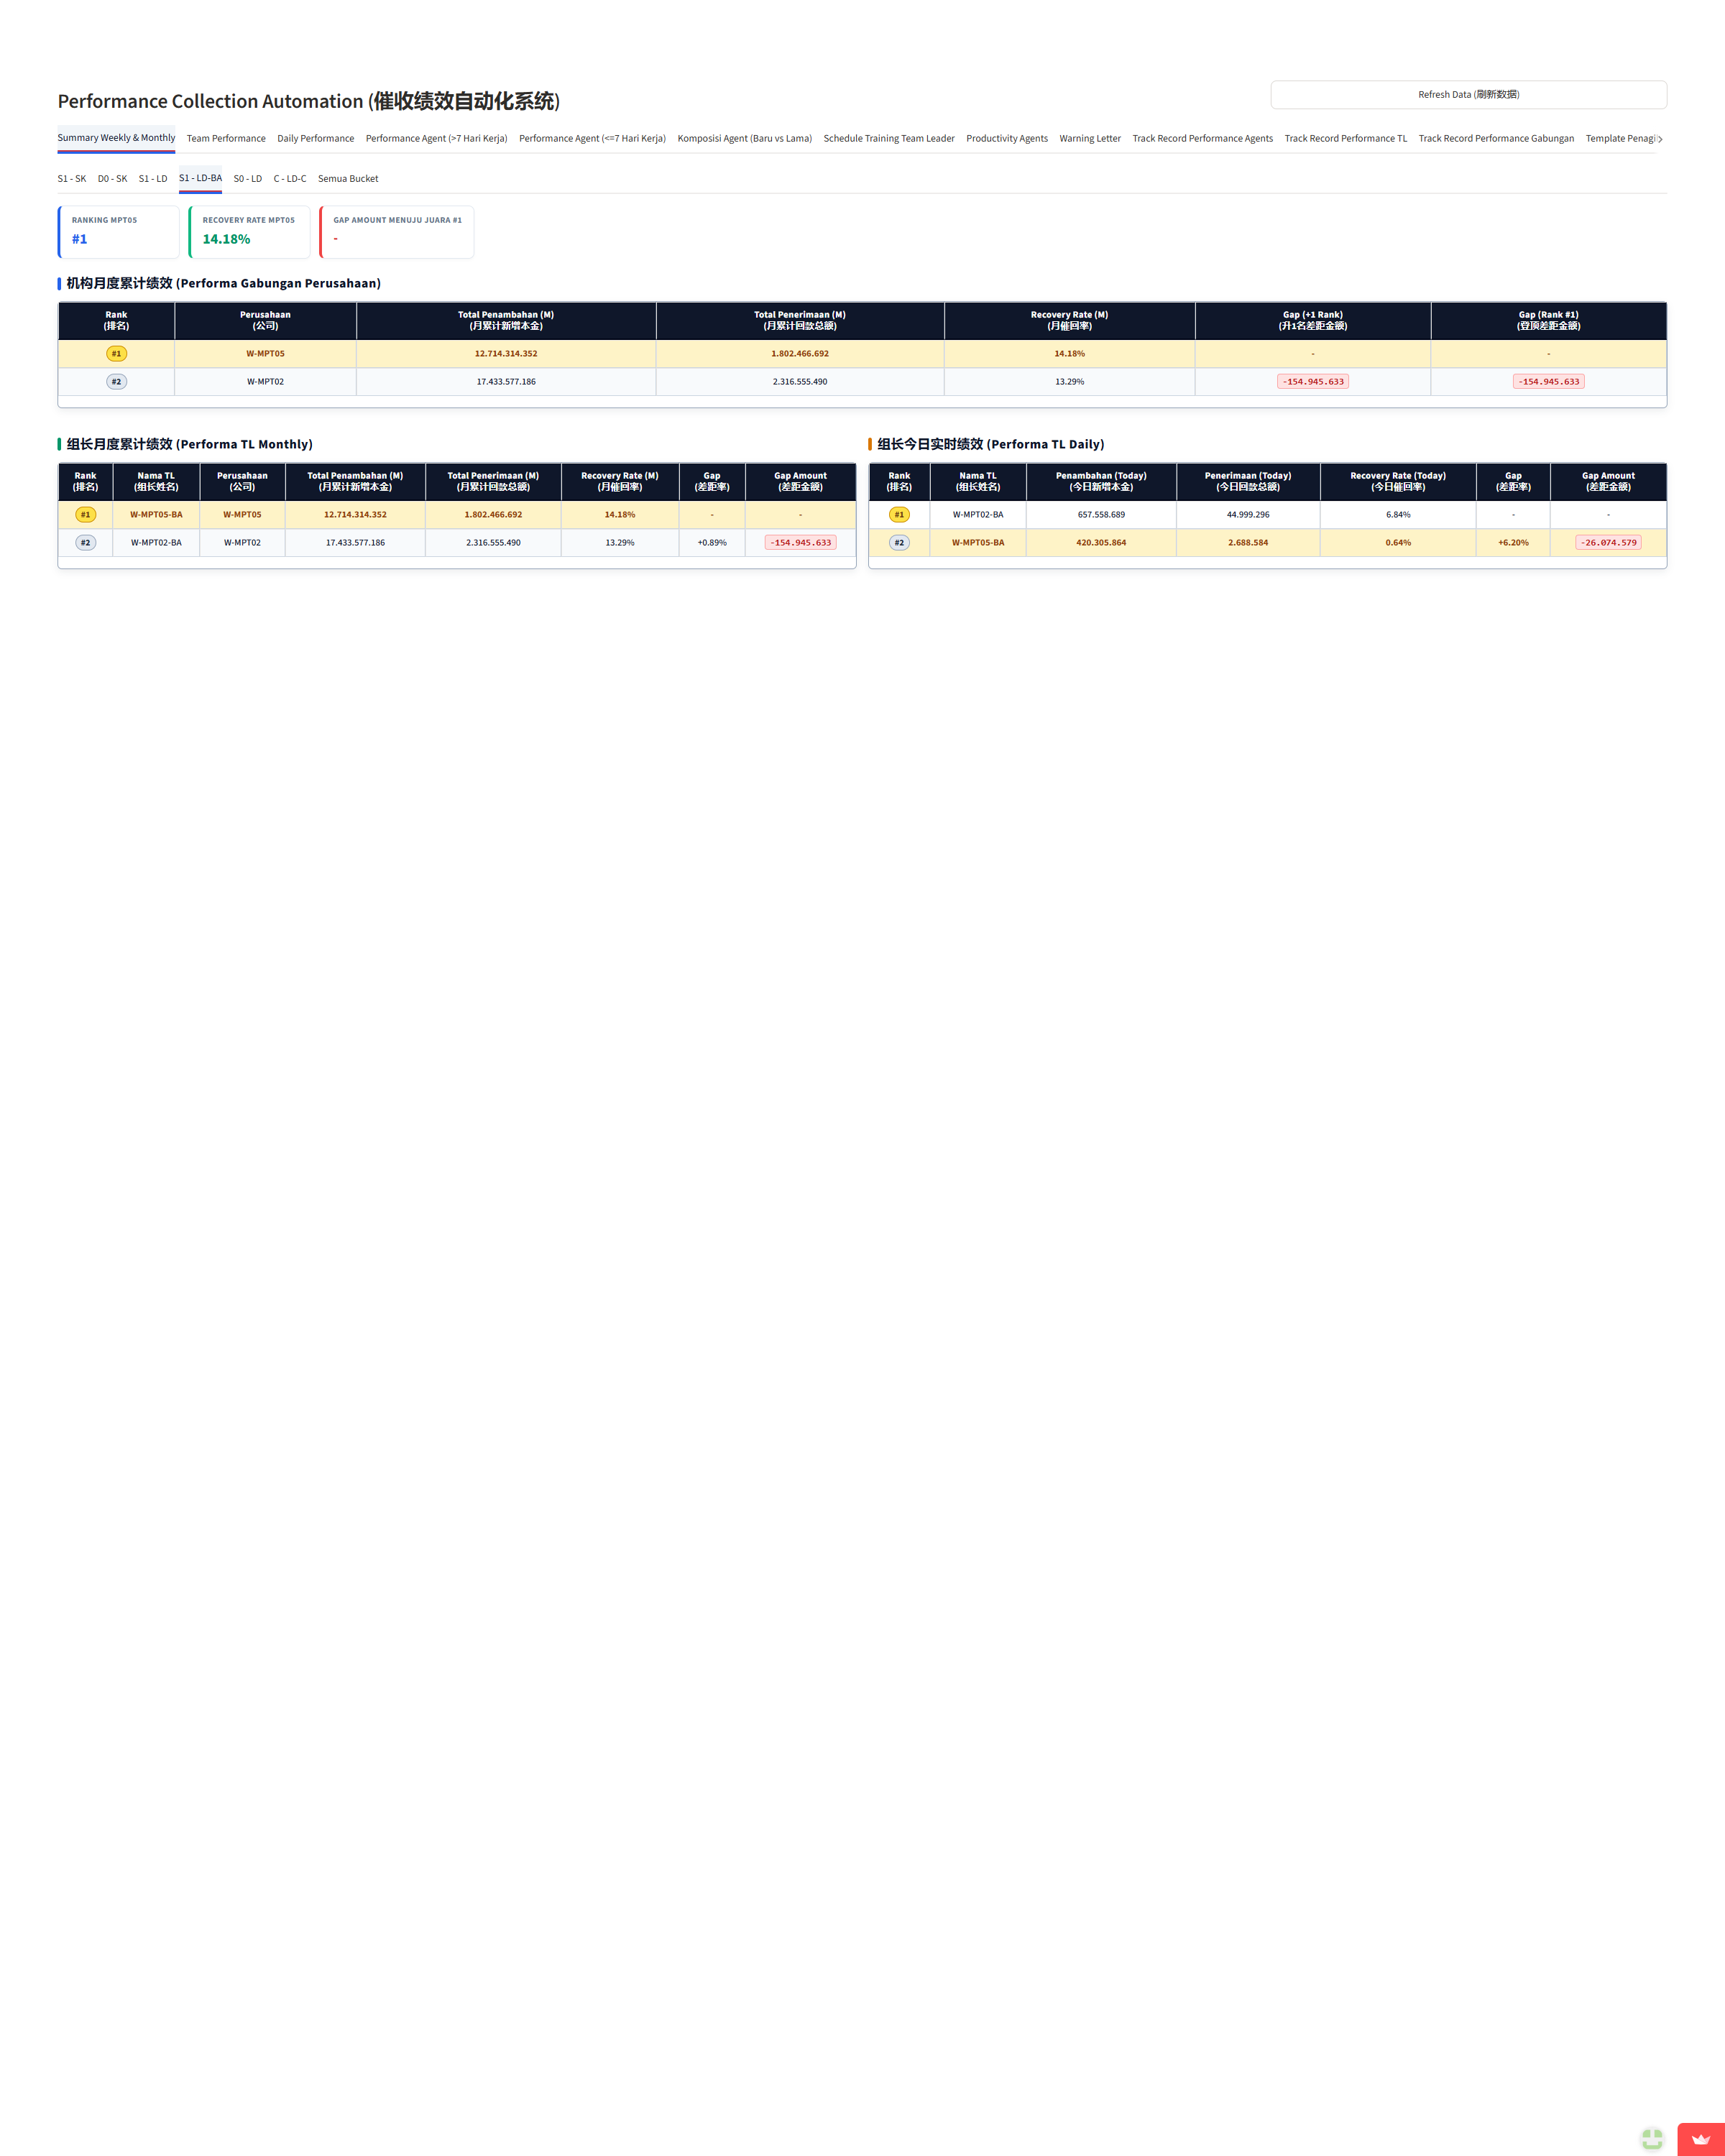 Performance Collection Automation (催收绩效自动化系统)
Refresh Data (刷新数据)
Summary Weekly & Monthly Team Performance Daily Performance Performance Agent (>7 Hari Kerja) Performance Agent (<=7 Hari Kerja) Komposisi Agent (Baru vs Lama) Schedule Training Team Leader Productivity Agents Warning Letter Track Record Performance Agents Track Record Performance TL Track Record Performance Gabungan Template Penagi
S1 - SK D0 - SK S1 - LD S1 - LD-BA S0 - LD C - LD-C Semua Bucket
RANKING MPT05
#1
RECOVERY RATE MPT05
14.18%
GAP AMOUNT MENUJU JUARA #1
-
机构月度累计绩效 (Performa Gabungan Perusahaan)
Rank Perusahaan Total Penambahan (M) Total Penerimaan (M) Recovery Rate (M) Gap (+1 Rank) Gap (Rank #1)
(排名) (公司) (月累计新增本金) (月累计回款总额) (月催回率) (升1名差距金额) (登顶差距金额)
#1 W-MPT05 12.714.314.352 1.802.466.692 14.18% - -
#2 W-MPT02 17.433.577.186 2.316.555.490 13.29% -154.945.633 -154.945.633
组长月度累计绩效 (Performa TL Monthly)
Rank Nama TL Perusahaan Total Penambahan (M) Total Penerimaan (M) Recovery Rate (M) Gap Gap Amount
(排名) (组长姓名) (公司) (月累计新增本金) (月累计回款总额) (月催回率) (差距率) (差距金额)
#1 W-MPT05-BA W-MPT05 12.714.314.352 1.802.466.692 14.18% - -
#2 W-MPT02-BA W-MPT02 17.433.577.186 2.316.555.490 13.29% +0.89% -154.945.633
组长今日实时绩效 (Performa TL Daily)
Rank Nama TL Penambahan (Today) Penerimaan (Today) Recovery Rate (Today) Gap Gap Amount
(排名) (组长姓名) (今日新增本金) (今日回款总额) (今日催回率) (差距率) (差距金额)
#1 W-MPT02-BA 657.558.689 44.999.296 6.84% - -
#2 W-MPT05-BA 420.305.864 2.688.584 0.64% +6.20% -26.074.579